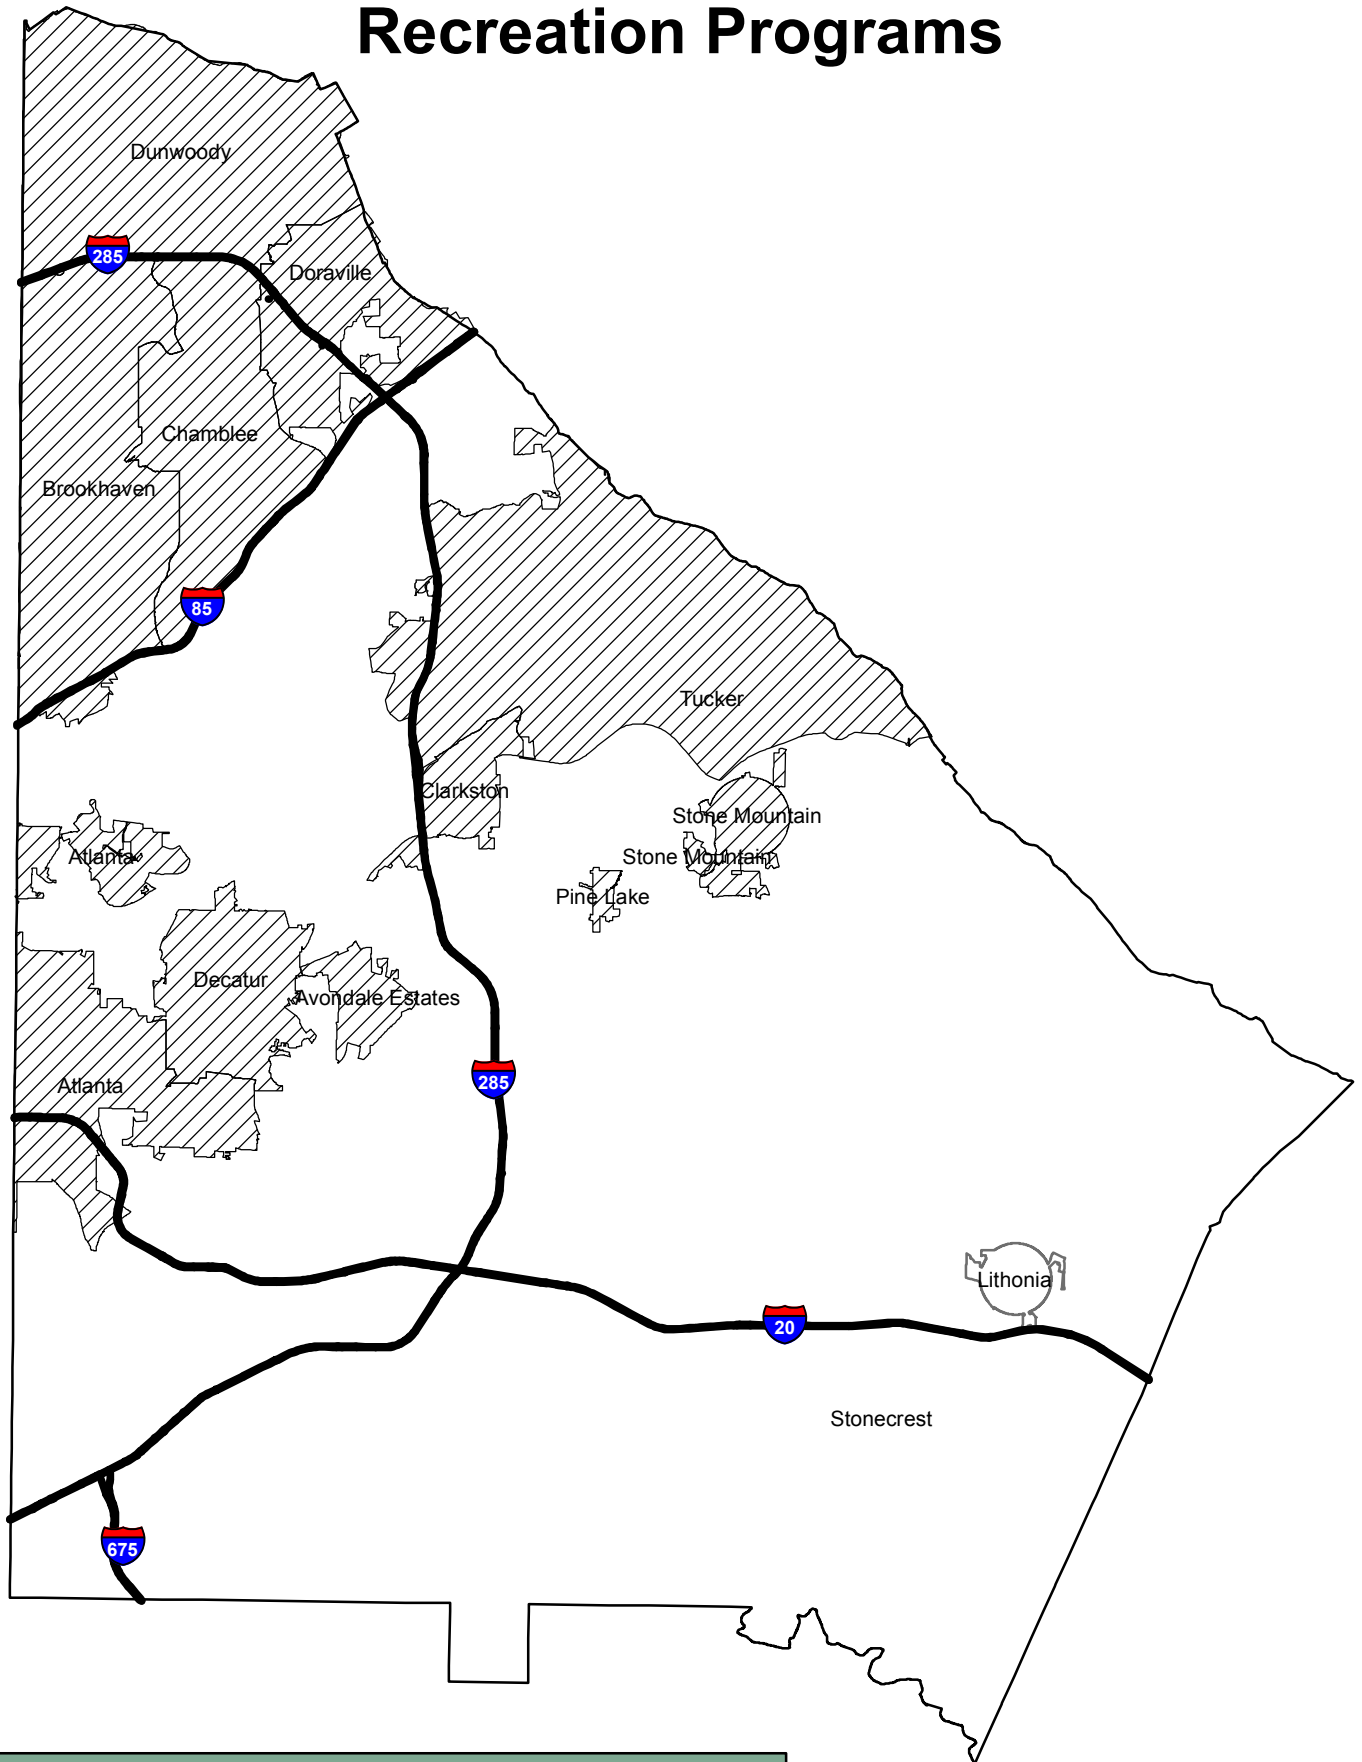 Recreation Programs
Dunwoody
285
Doraville
Chamblee
Brookhaven
85
Tucker
Clarkston
Stone Mountain
Atlanta
Stone Mountain
Pine Lake
Decatur
Avondale Estates
285
Atlanta
Lithonia
20
Stonecrest
675